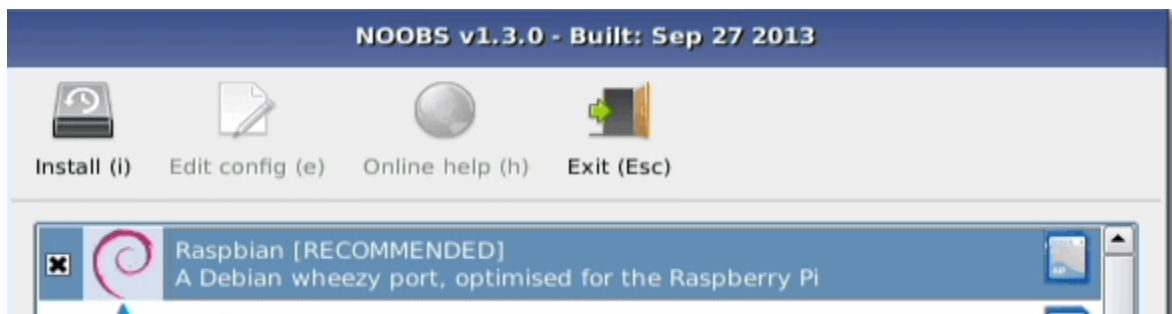 NOOBS v1.3.0 - Built: Sep 27 2013
Install (i) Edit config (e) Online help (h) Exit (Esc)
Raspbian [RECOMMENDED]
A Debian wheezy port, optimised for the Raspberry Pi